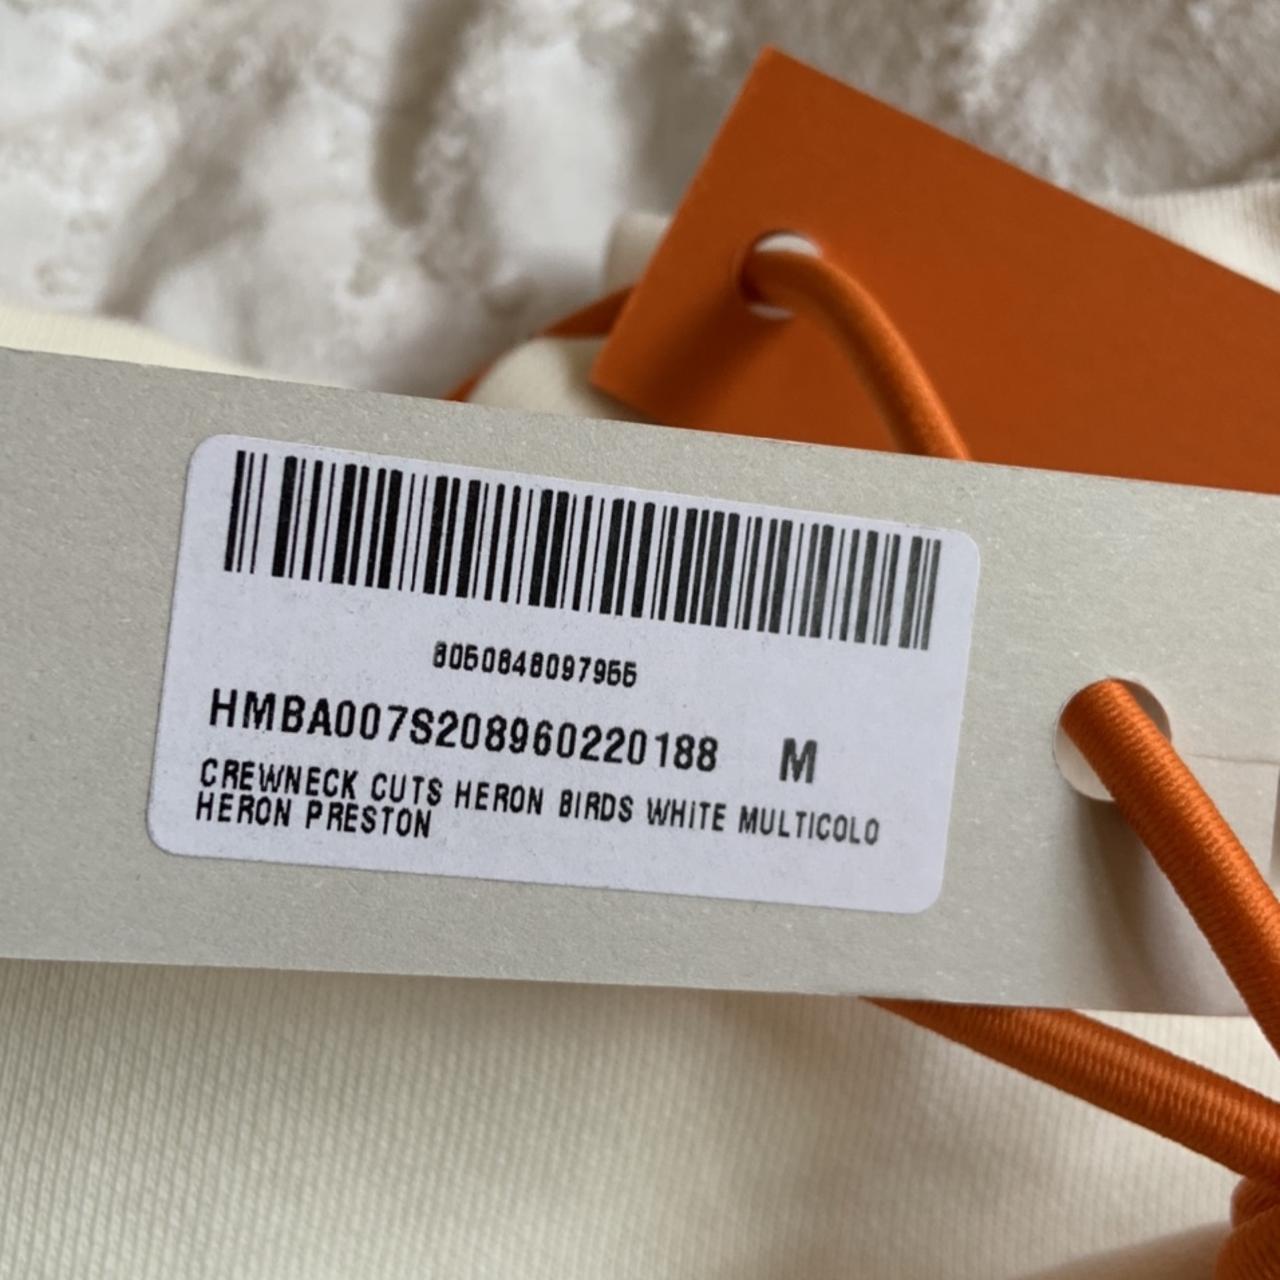 8050848097955
HMBA007S208960220188 M
CREWNECK CUTS HERON BIRDS WHITE MULTICOLO
HERON PRESTON